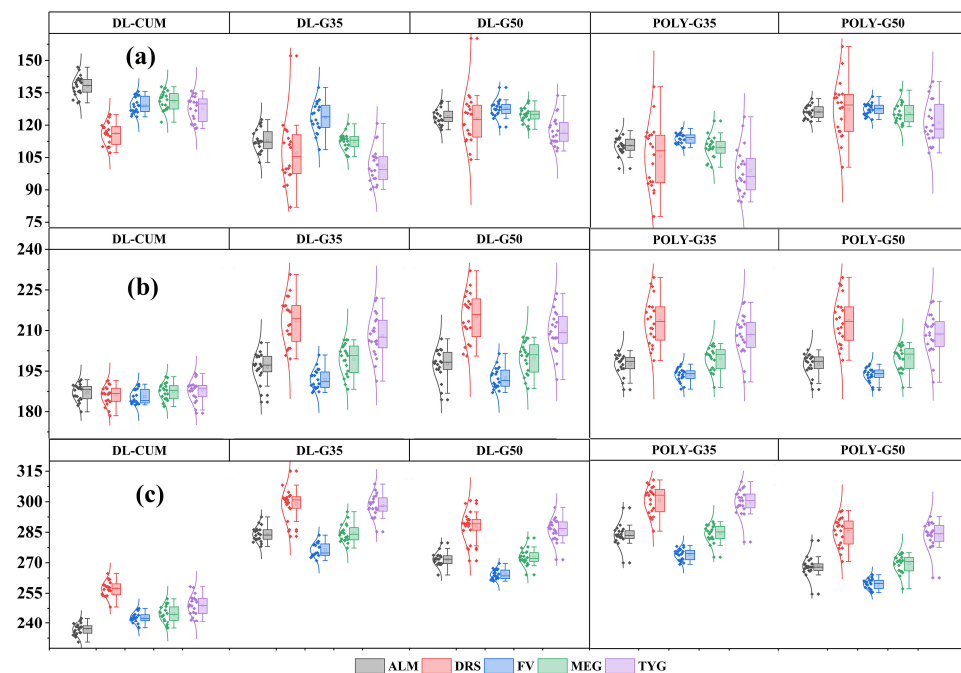 DL-CUM DL-G35 DL-G50 POLY-G35 POLY-G50
(a)
150
135
120
105
90
75
DL-CUM DL-G35 DL-G50 POLY-G35 POLY-G50
240
(b)
225
210
195
180
DL-CUM DL-G35 DL-G50 POLY-G35 POLY-G50
315
(c)
300
285
270
255
240
ALM DRS FV MEG TYG